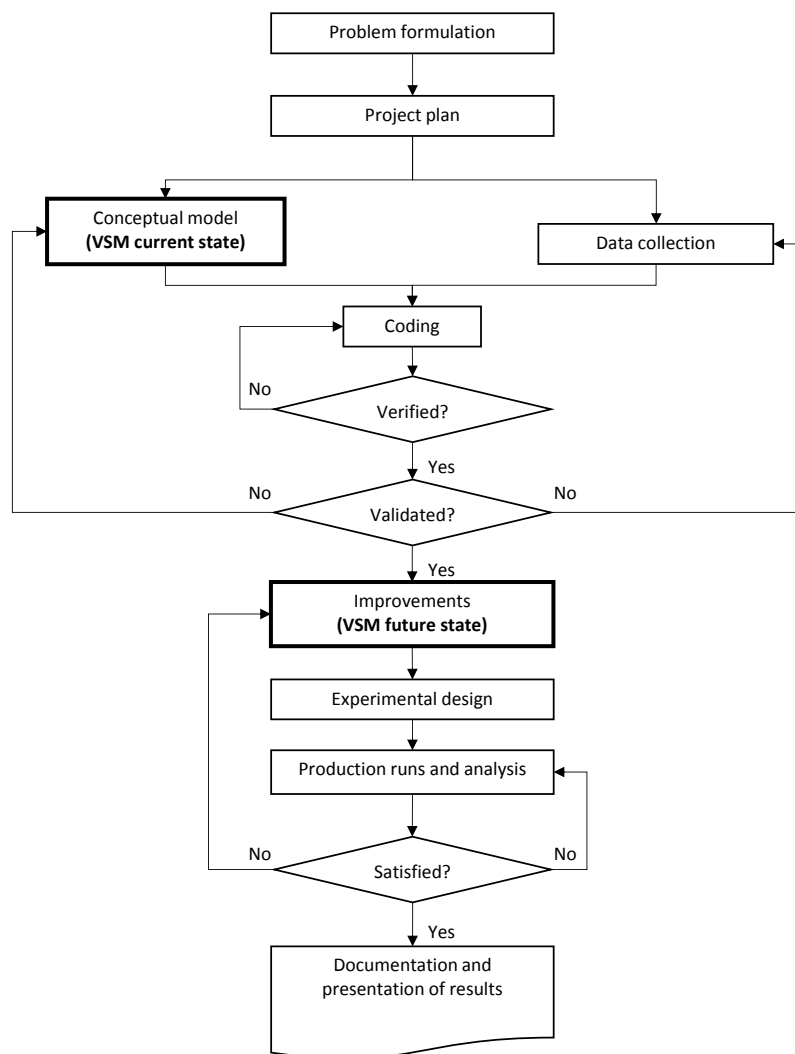 Problem formulation
Project plan
Conceptual model
(VSM current state)
Data collection
Coding
No
Verified?
Yes
No
No
Validated?
Yes
Improvements
(VSM future state)
Experimental design
Production runs and analysis
No
No
Satisfied?
Yes
Documentation and
presentation of results